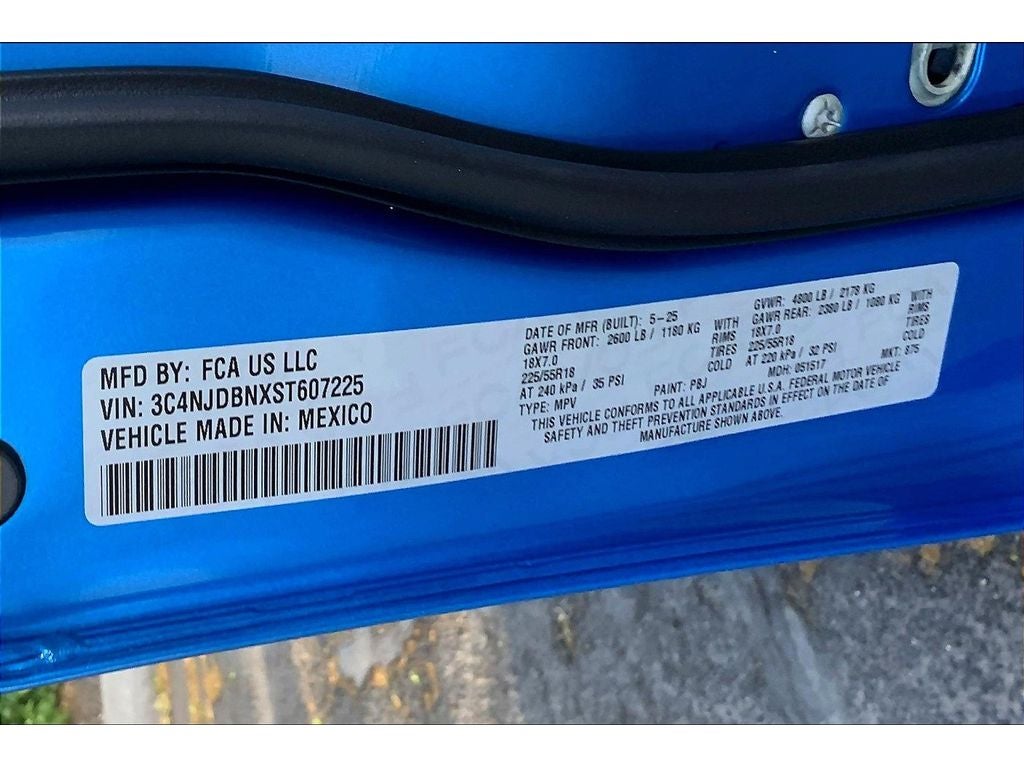 MFD BY: FCA US LLC
VIN: 3C4NJDBNXST607225
VEHICLE MADE IN: MEXICO
DATE OF MFR (BUILT): 5-25
GVWR: 4800 LB / 2178 KG
GAWR FRONT: 2600 LB / 1180 KG WITH
18X7.0 RIMS
225/55R18 TIRES
AT 240 kPa / 35 PSI COLD
GAWR REAR: 2380 LB / 1080 KG WITH
18X7.0 RIMS
225/55R18 TIRES
AT 220 kPa / 32 PSI COLD
TYPE: MPV PAINT: PBJ MDH: 051517 MKT: 875
THIS VEHICLE CONFORMS TO ALL APPLICABLE U.S.A. FEDERAL MOTOR VEHICLE
SAFETY AND THEFT PREVENTION STANDARDS IN EFFECT ON THE DATE OF
MANUFACTURE SHOWN ABOVE.